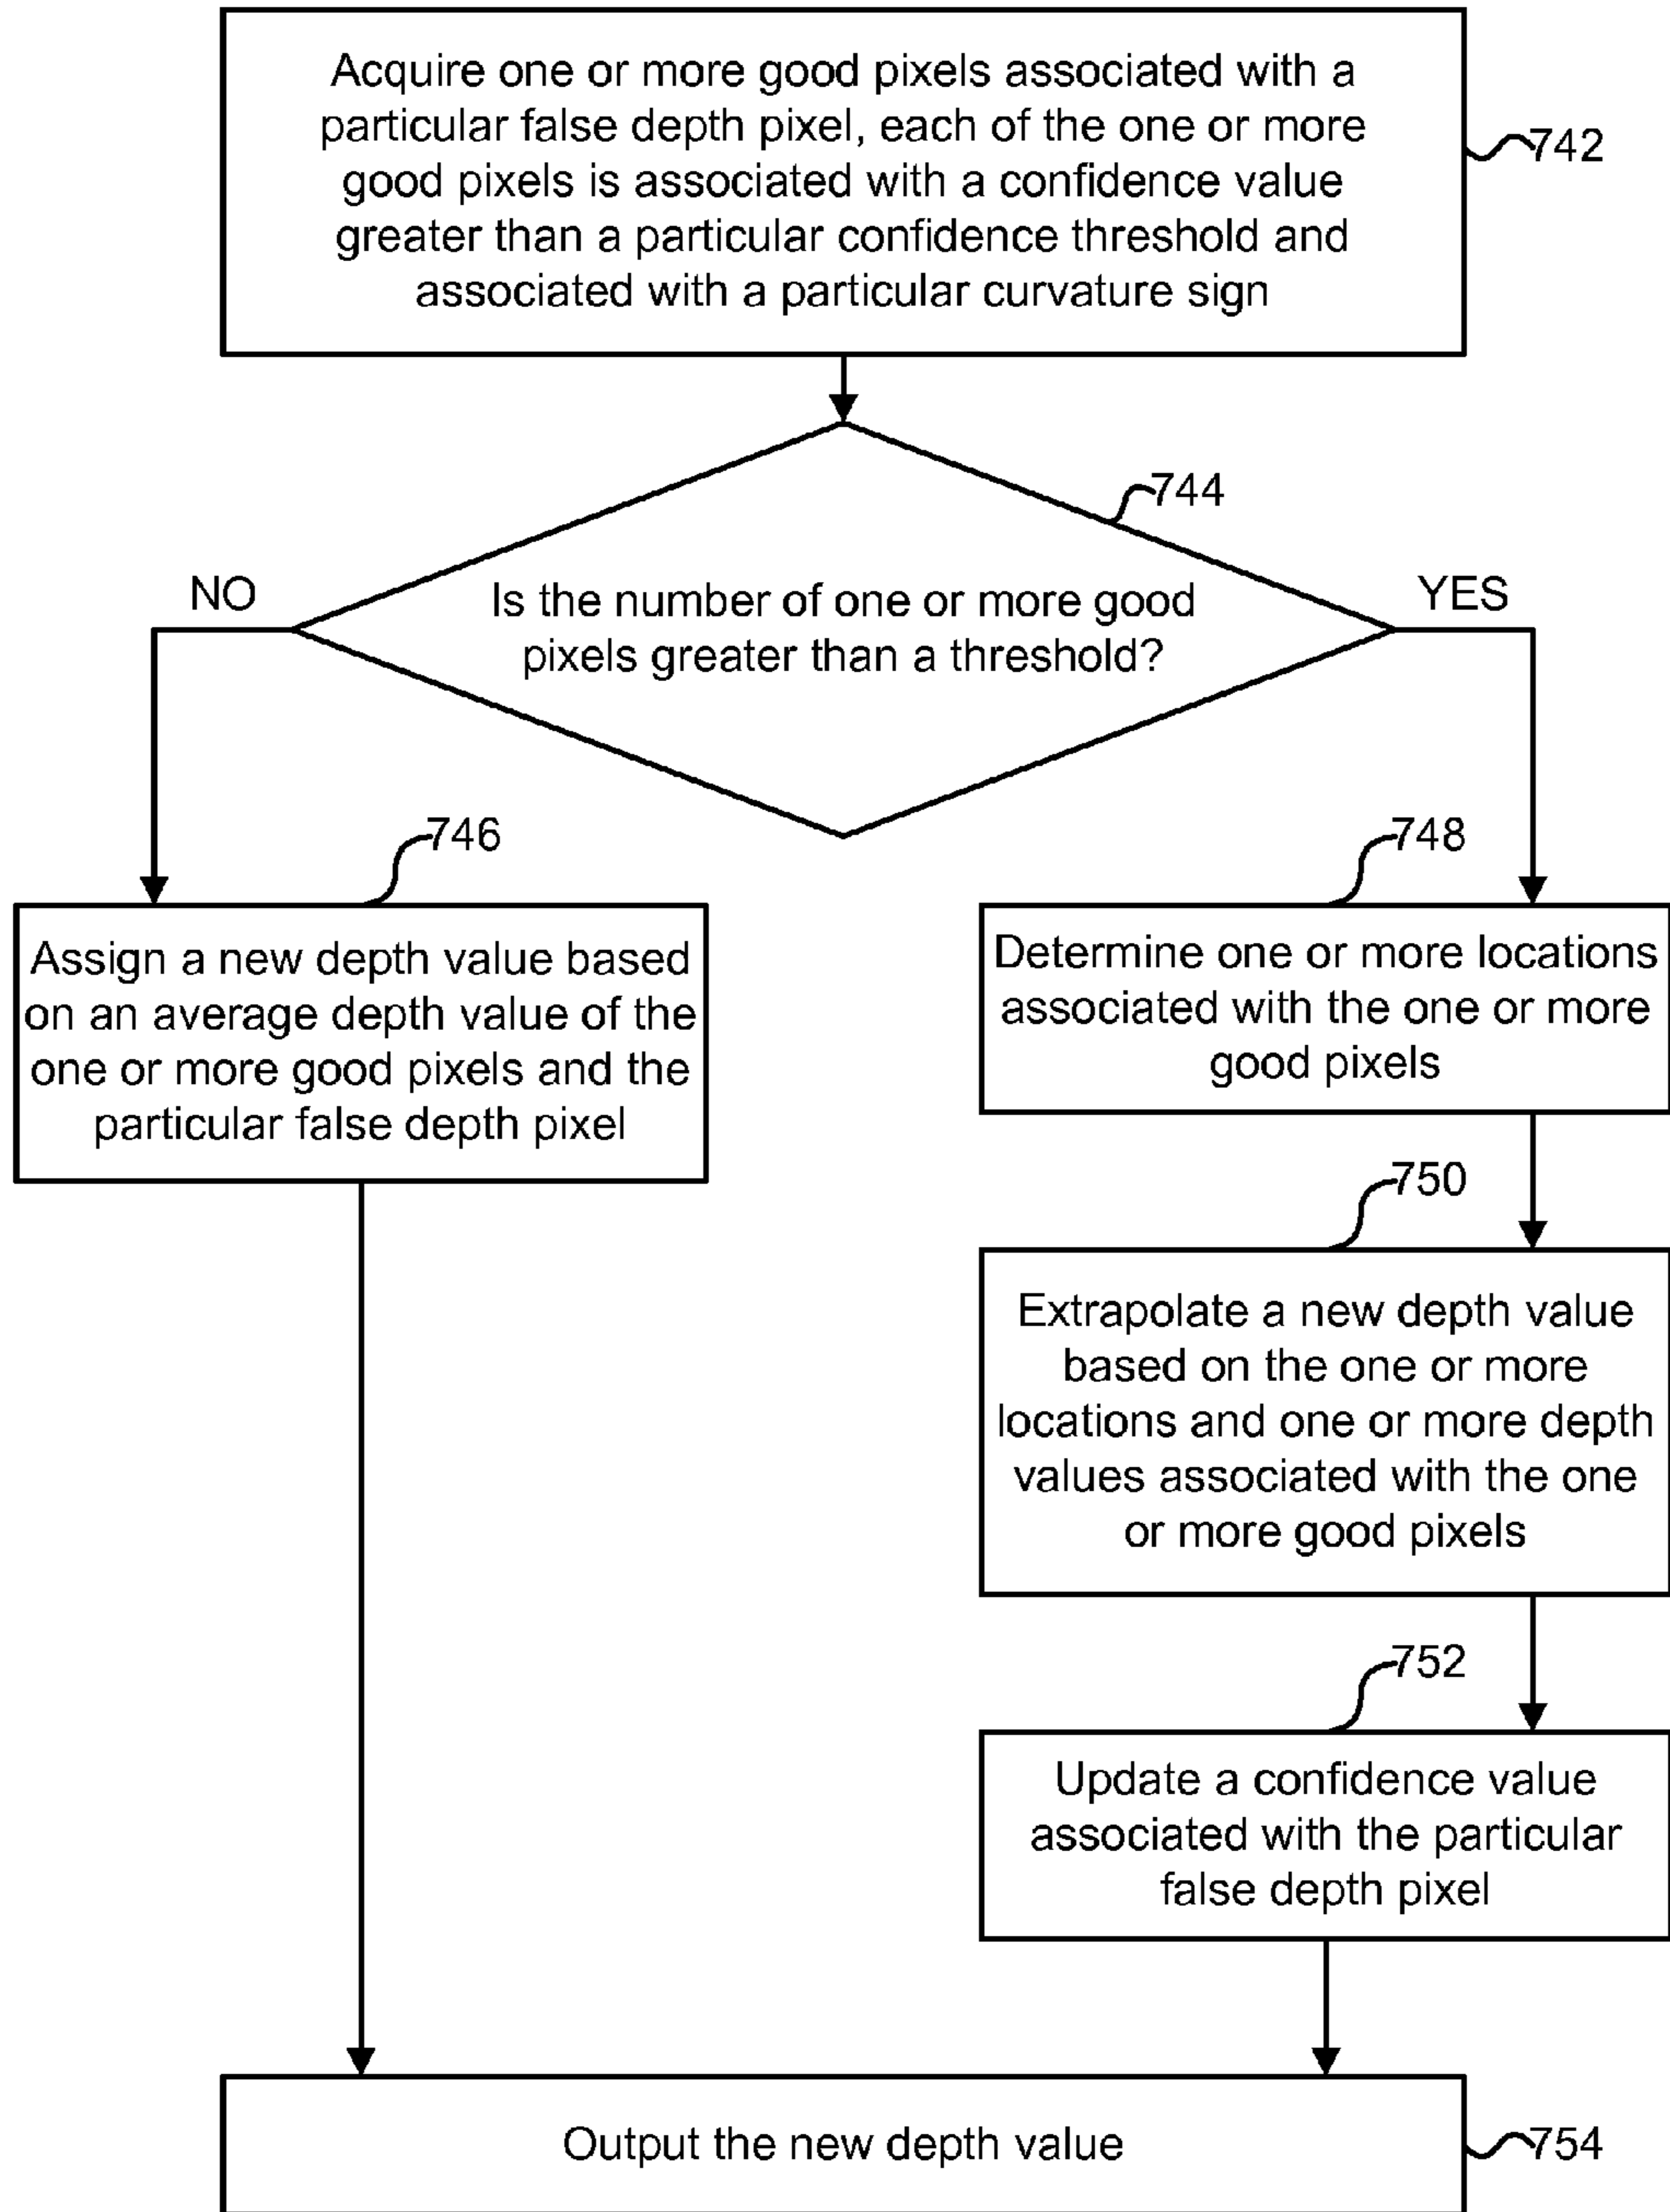 Acquire one or more good pixels associated with a
particular false depth pixel, each of the one or more
good pixels is associated with a confidence value
greater than a particular confidence threshold and
associated with a particular curvature sign
742
744
NO
Is the number of one or more good
pixels greater than a threshold?
YES
746
Assign a new depth value based
on an average depth value of the
one or more good pixels and the
particular false depth pixel
748
Determine one or more locations
associated with the one or more
good pixels
750
Extrapolate a new depth value
based on the one or more
locations and one or more depth
values associated with the one
or more good pixels
752
Update a confidence value
associated with the particular
false depth pixel
Output the new depth value
754